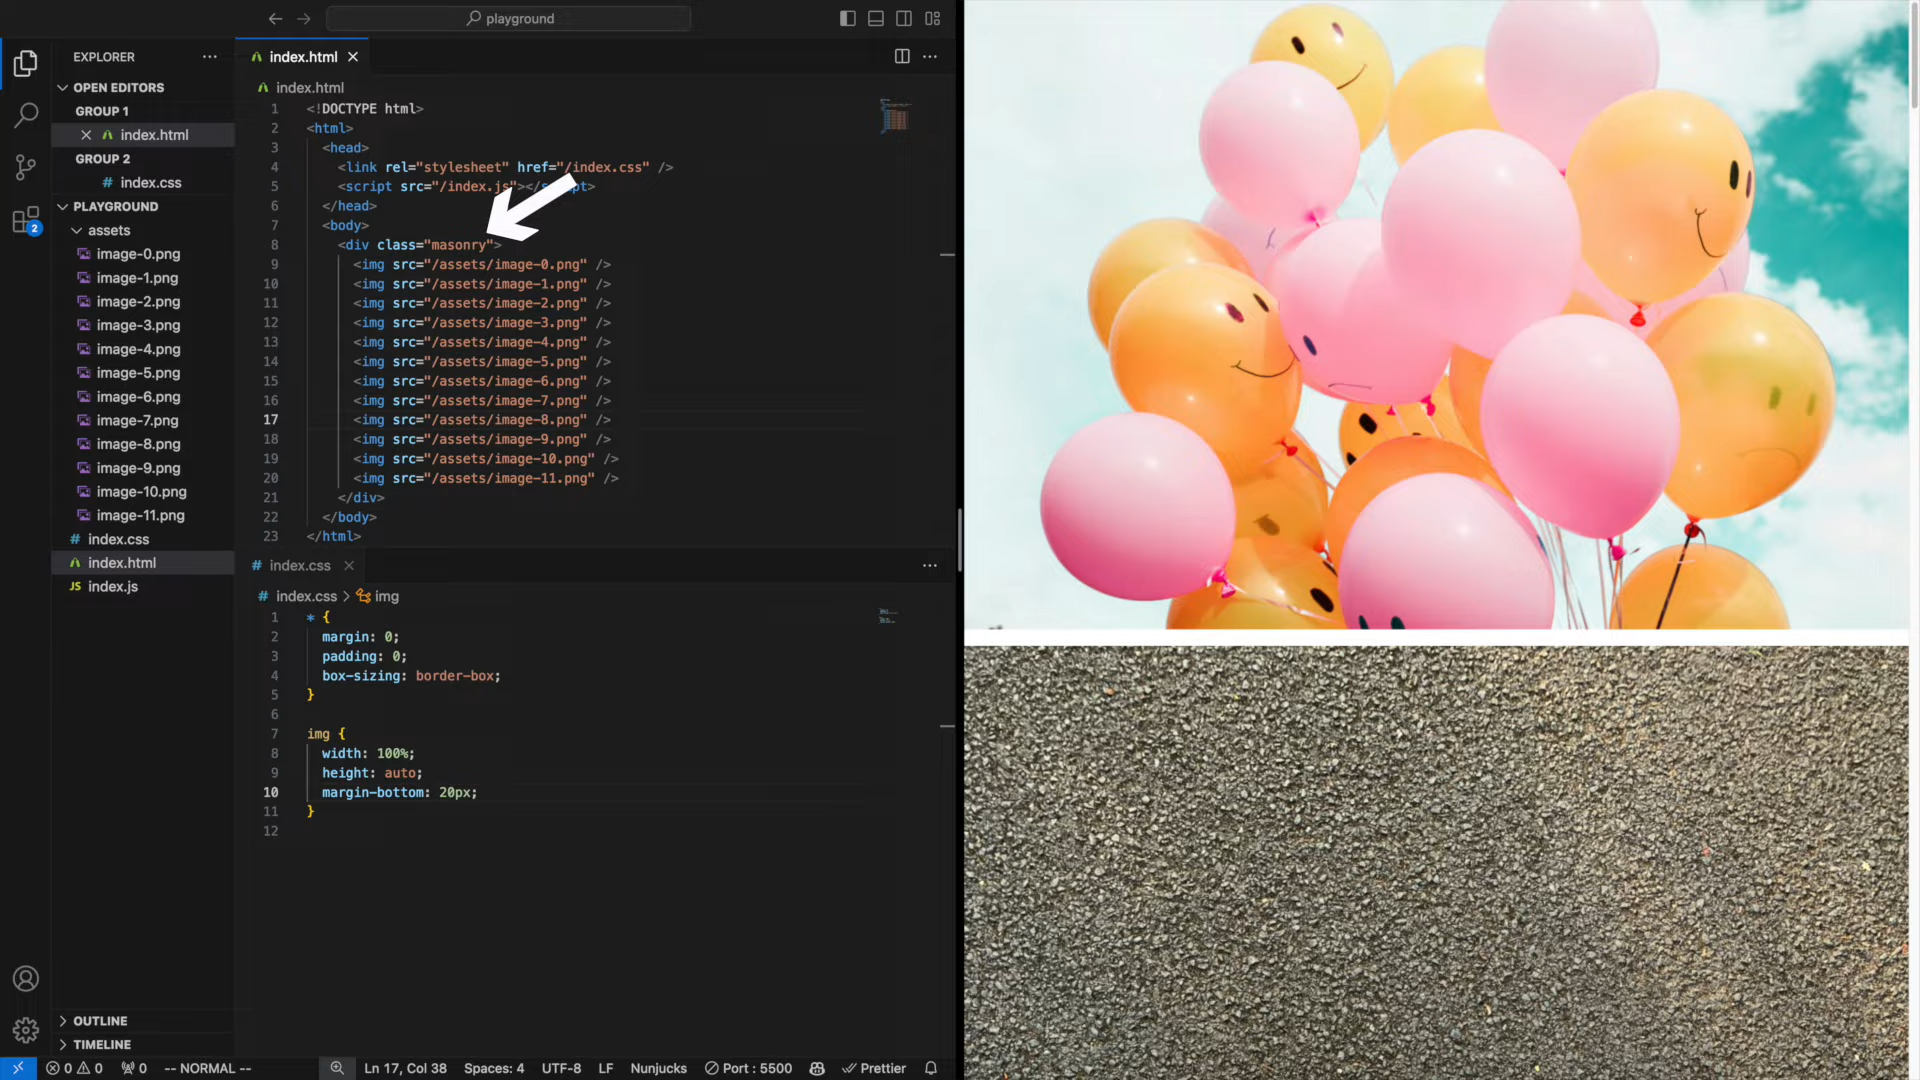 playground
EXPLORER
OPEN EDITORS
GROUP 1
index.html
GROUP 2
index.css
PLAYGROUND
assets
image-0.png
image-1.png
image-2.png
image-3.png
image-4.png
image-5.png
image-6.png
image-7.png
image-8.png
image-9.png
image-10.png
image-11.png
index.css
index.html
JS index.js
OUTLINE
TIMELINE
2
index.html
index.html
1 <!DOCTYPE html>
2 <html>
3 <head>
4 <link rel="stylesheet" href="/index.css" />
5 <script src="/index.js"></script>
6 </head>
7 <body>
8 <div class="masonry">
9 <img src="/assets/image-0.png" />
10 <img src="/assets/image-1.png" />
11 <img src="/assets/image-2.png" />
12 <img src="/assets/image-3.png" />
13 <img src="/assets/image-4.png" />
14 <img src="/assets/image-5.png" />
15 <img src="/assets/image-6.png" />
16 <img src="/assets/image-7.png" />
17 <img src="/assets/image-8.png" />
18 <img src="/assets/image-9.png" />
19 <img src="/assets/image-10.png" />
20 <img src="/assets/image-11.png" />
21 </div>
22 </body>
23 </html>
# index.css
# index.css > img
1 * {
2 margin: 0;
3 padding: 0;
4 box-sizing: border-box;
5 }
6
7 img {
8 width: 100%;
9 height: auto;
10 margin-bottom: 20px;
11 }
12
0 0 0 -- NORMAL -- Ln 17, Col 38 Spaces: 4 UTF-8 LF Nunjucks Port : 5500 Prettier